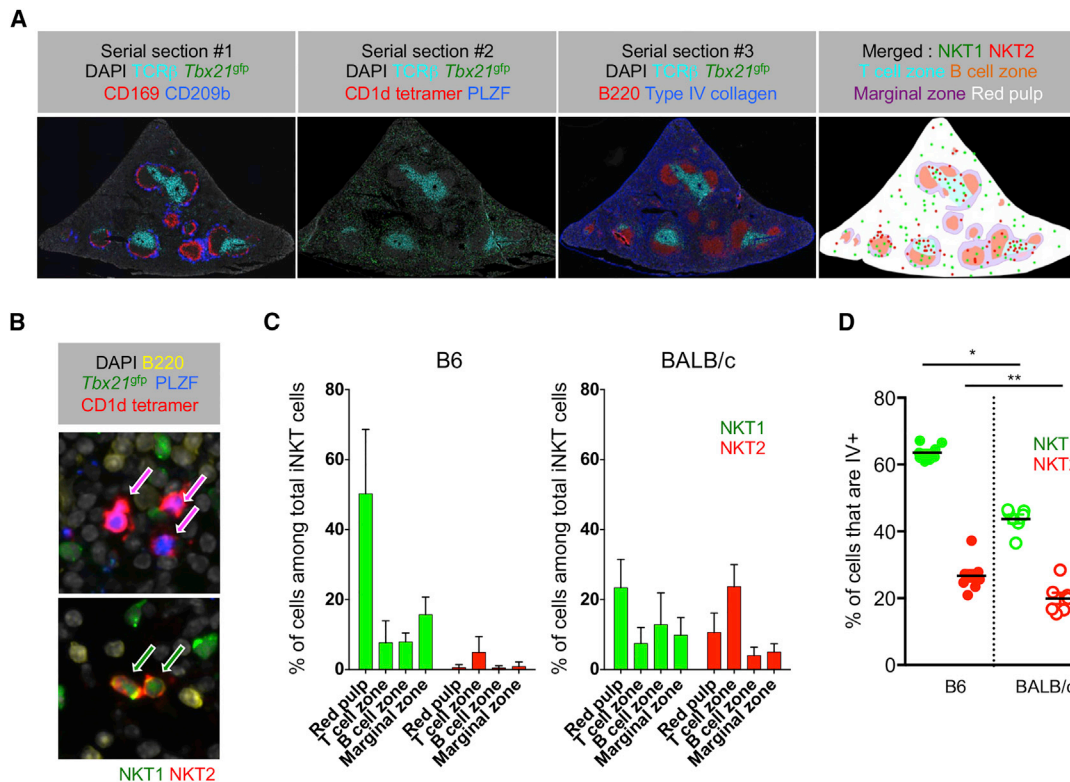 A
Serial section #1
DAPI TCRβ Tbx21gfp
CD169 CD209b
Serial section #2
DAPI TCRβ Tbx21gfp
CD1d tetramer PLZF
Serial section #3
DAPI TCRβ Tbx21gfp
B220 Type IV collagen
Merged : NKT1 NKT2
T cell zone B cell zone
Marginal zone Red pulp
B
DAPI B220
Tbx21gfp PLZF
CD1d tetramer
NKT1 NKT2
C
B6
% of cells among total iNKT cells
80
60
40
20
0
Red pulp
T cell zone
B cell zone
Marginal zone
Red pulp
T cell zone
B cell zone
Marginal zone
BALB/c
NKT1
NKT2
% of cells among total iNKT cells
80
60
40
20
0
Red pulp
T cell zone
B cell zone
Marginal zone
Red pulp
T cell zone
B cell zone
Marginal zone
D
*
**
% of cells that are IV+
80
60
40
20
0
B6